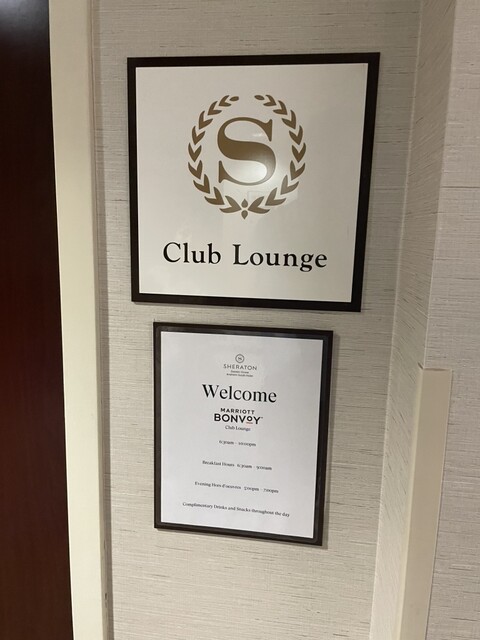 S
Club Lounge
SHERATON
Welcome
MARRIOTT
BONVOY
Club Lounge
6:30am - 10:00pm
Breakfast Hours 6:30am - 9:00am
Evening Hors d'oeuvres 5:00pm - 7:00pm
Complimentary Drinks and Snacks throughout the day